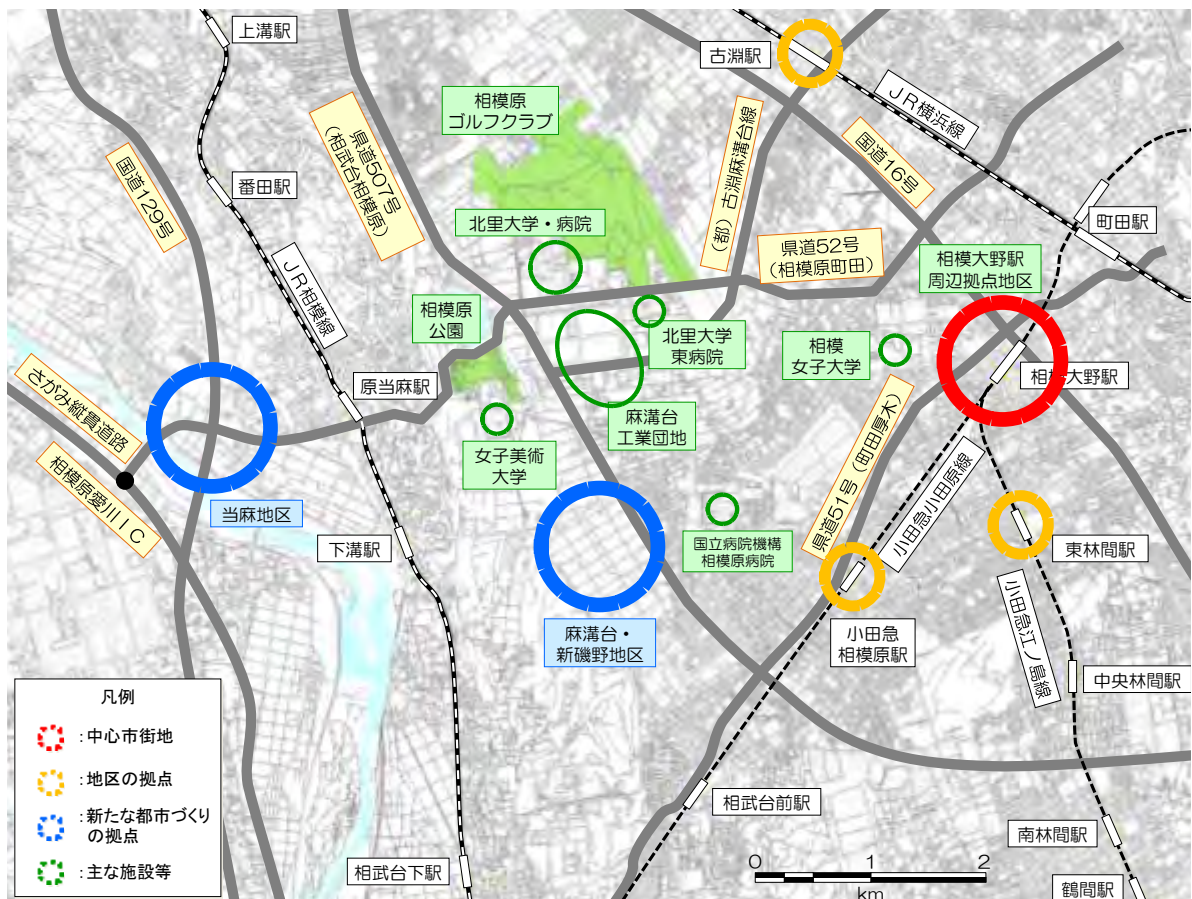 上溝駅
古淵駅
相模原
ゴルフクラブ
JR横浜線
県道507号
(相武台相模原)
(都)古淵麻溝台線
国道16号
国道129号
番田駅
北里大学・病院
町田駅
県道52号
(相模原町田)
相模大野駅
周辺拠点地区
JR相模線
相模原
公園
北里大学
東病院
相模
女子大学
相模大野駅
原当麻駅
さがみ縦貫道路
麻溝台
工業団地
女子美術
大学
県道51号(町田厚木)
小田急小田原線
相模原愛川IC
当麻地区
下溝駅
国立病院機構
相模原病院
東林間駅
麻溝台・
新磯野地区
小田急
相模原駅
小田急江ノ島線
中央林間駅
凡例
:中心市街地
:地区の拠点
:新たな都市づくり
の拠点
:主な施設等
相武台前駅
南林間駅
相武台下駅
0 1 2
km
鶴間駅